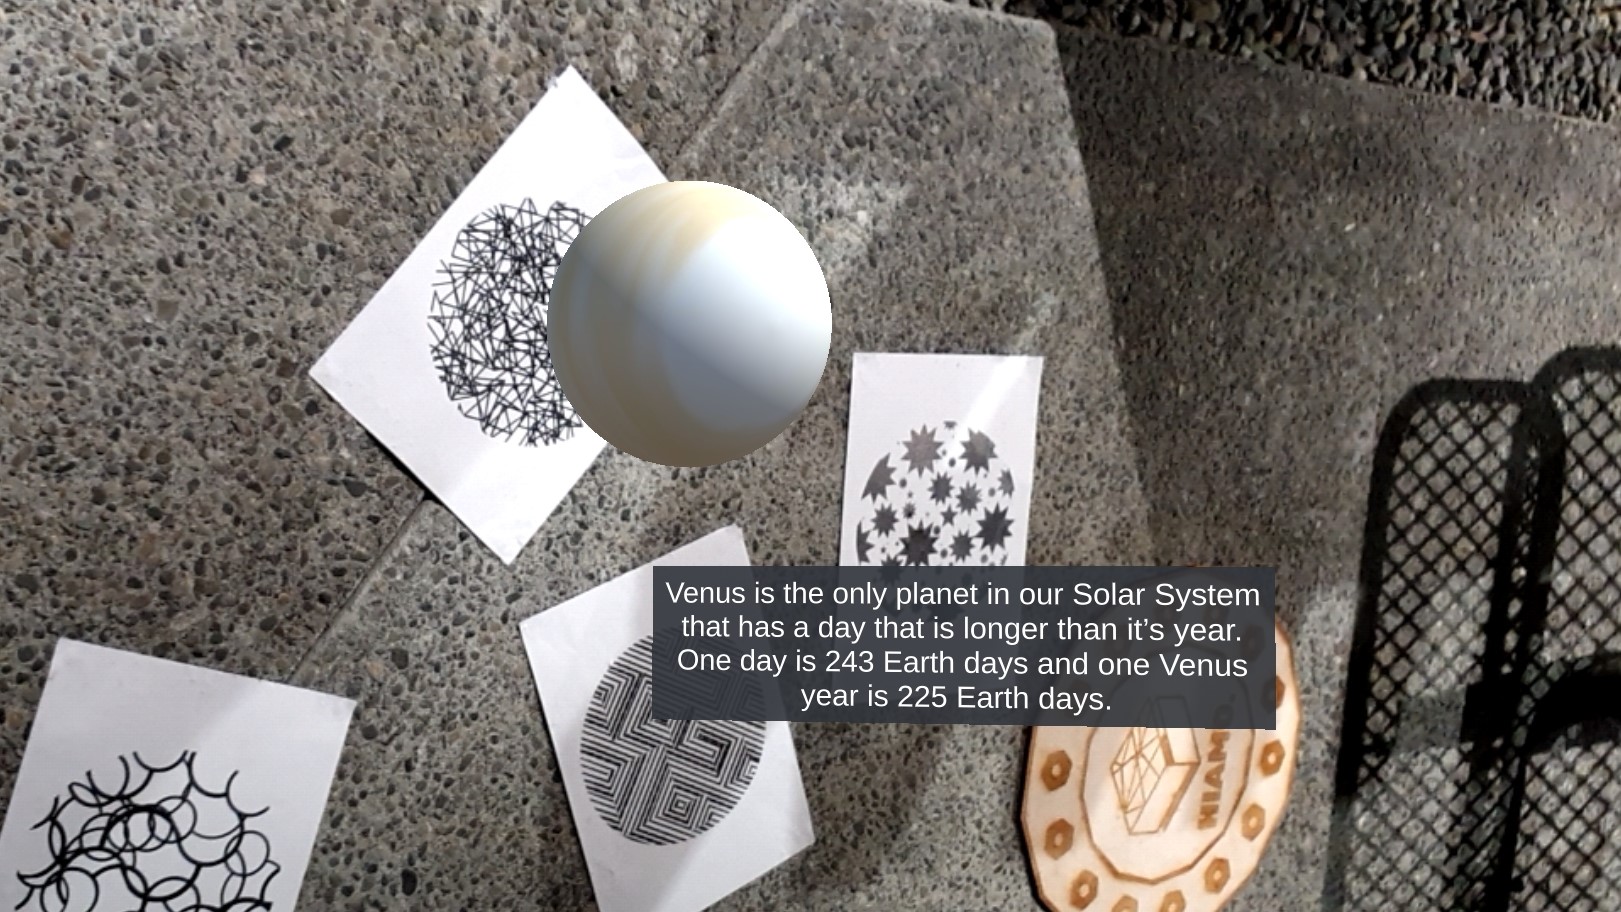 Venus is the only planet in our Solar System
that has a day that is longer than it’s year.
One day is 243 Earth days and one Venus
year is 225 Earth days.